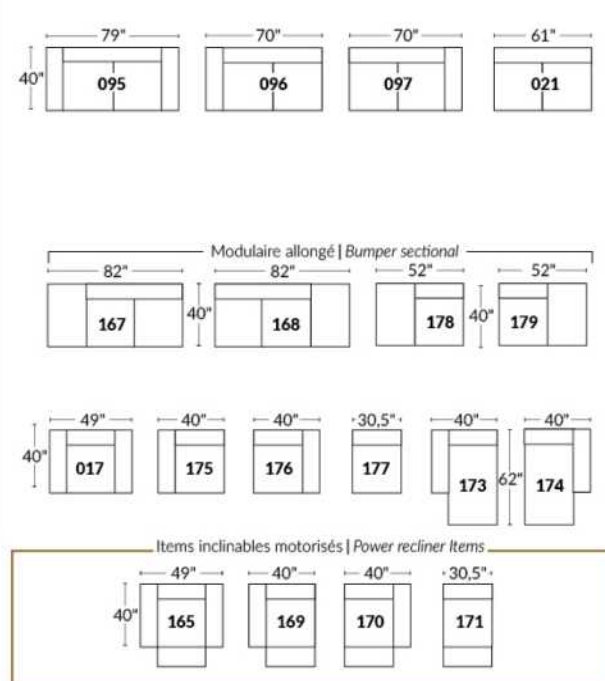 79" 70" 70" 61"
40" 095 096 097 021
Modulaire allongé | Bumper sectional
82" 82" 52" 52"
167 40" 168 178 40" 179
49" 40" 40" 30,5" 40" 40"
40" 017 175 176 177 173 62" 174
Items inclinables motorisés | Power recliner Items
49" 40" 40" 30,5"
40" 165 169 170 171